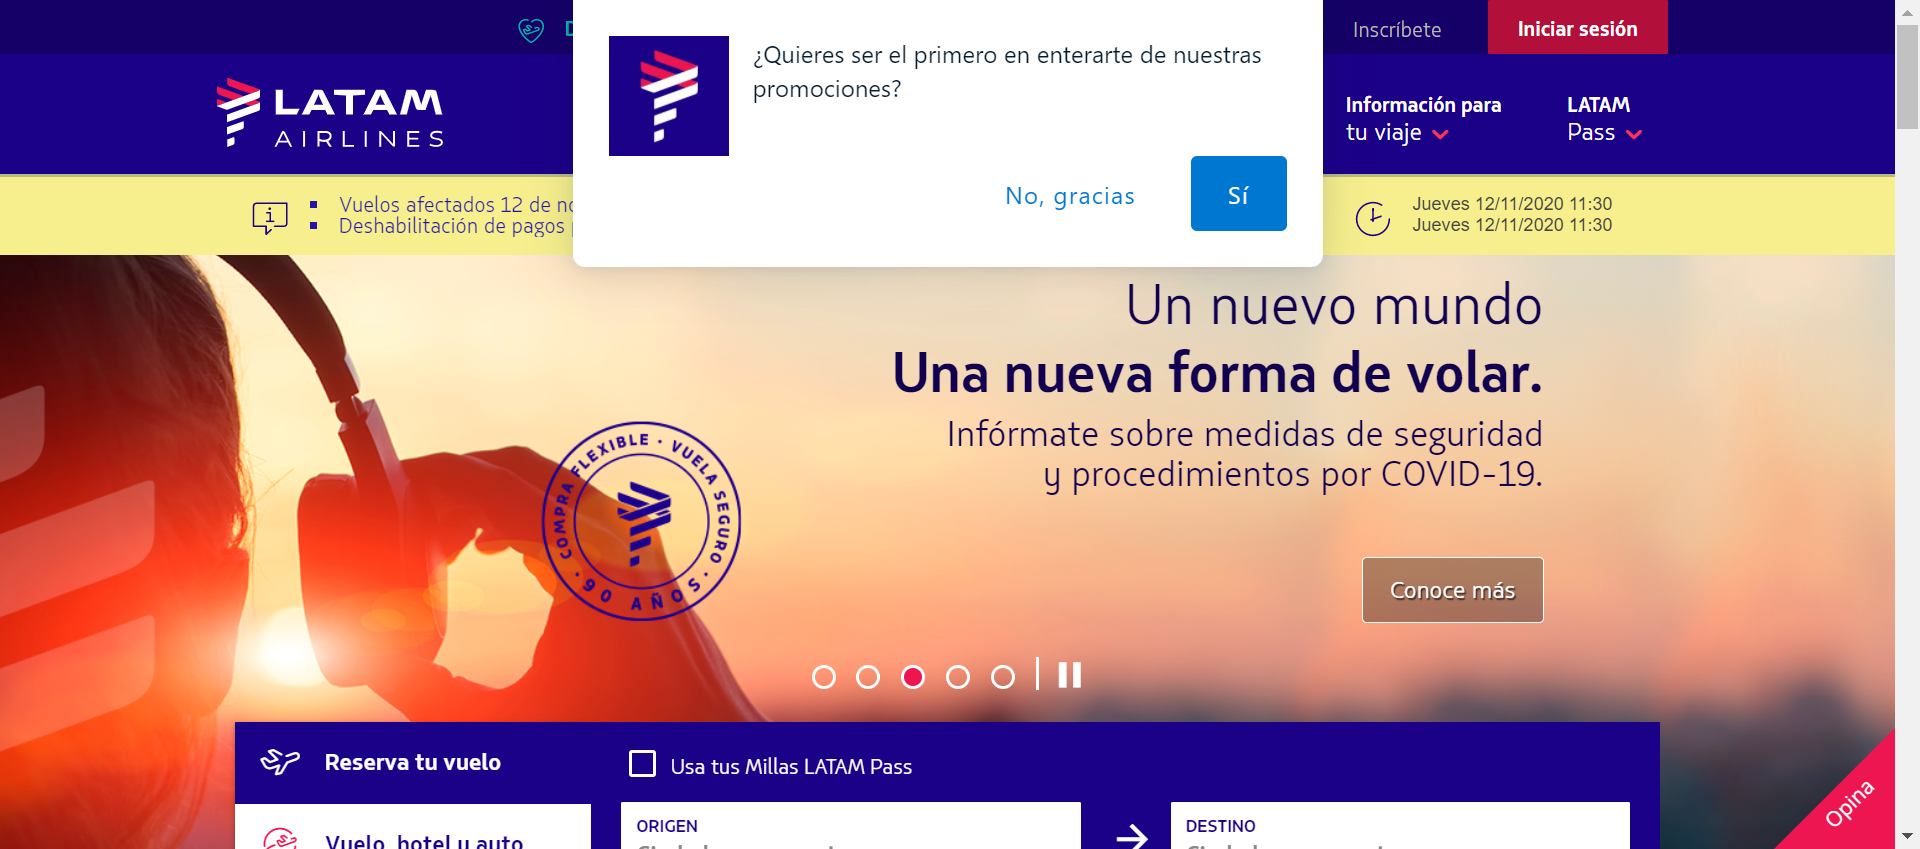 Inscríbete
Iniciar sesión
¿Quieres ser el primero en enterarte de nuestras
promociones?
No, gracias
Sí
LATAM
AIRLINES
Información para
tu viaje
LATAM
Pass
Vuelos afectados 12 de
Deshabilitación de pagos
Jueves 12/11/2020 11:30
Jueves 12/11/2020 11:30
Un nuevo mundo
Una nueva forma de volar.
Infórmate sobre medidas de seguridad
y procedimientos por COVID-19.
COMPRA FLEXIBLE · VUELA SEGURO ·
90 AÑOS ·
Conoce más
Reserva tu vuelo
Usa tus Millas LATAM Pass
Vuelo, hotel y auto
ORIGEN
DESTINO
Opina